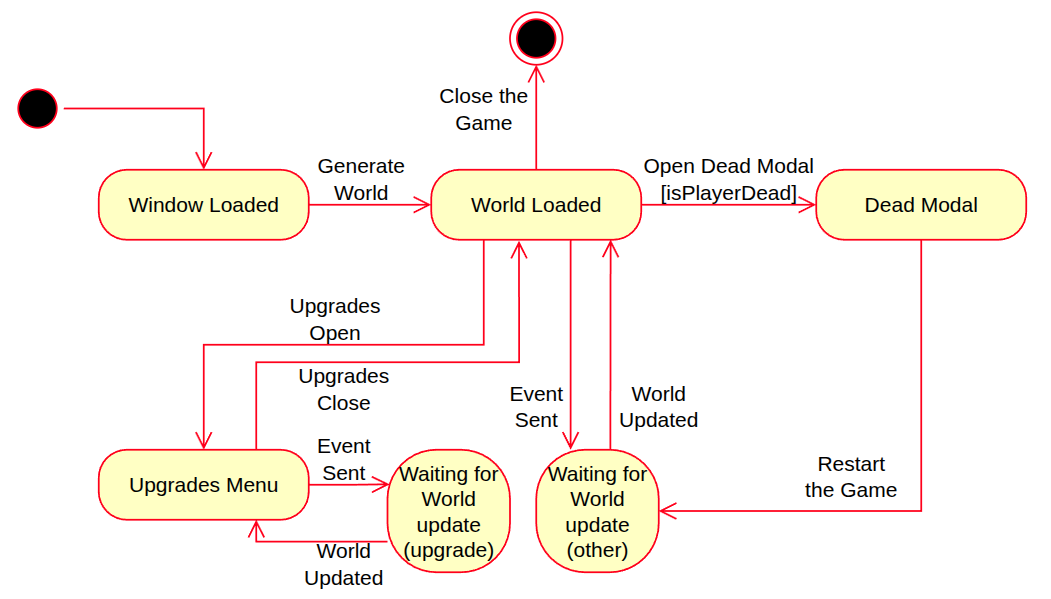 Close the
Game
Generate
World
Open Dead Modal
[isPlayerDead]
Window Loaded
World Loaded
Dead Modal
Upgrades
Open
Upgrades
Close
Event
Sent
World
Updated
Event
Sent
Restart
the Game
Upgrades Menu
Waiting for
World
update
(upgrade)
Waiting for
World
update
(other)
World
Updated